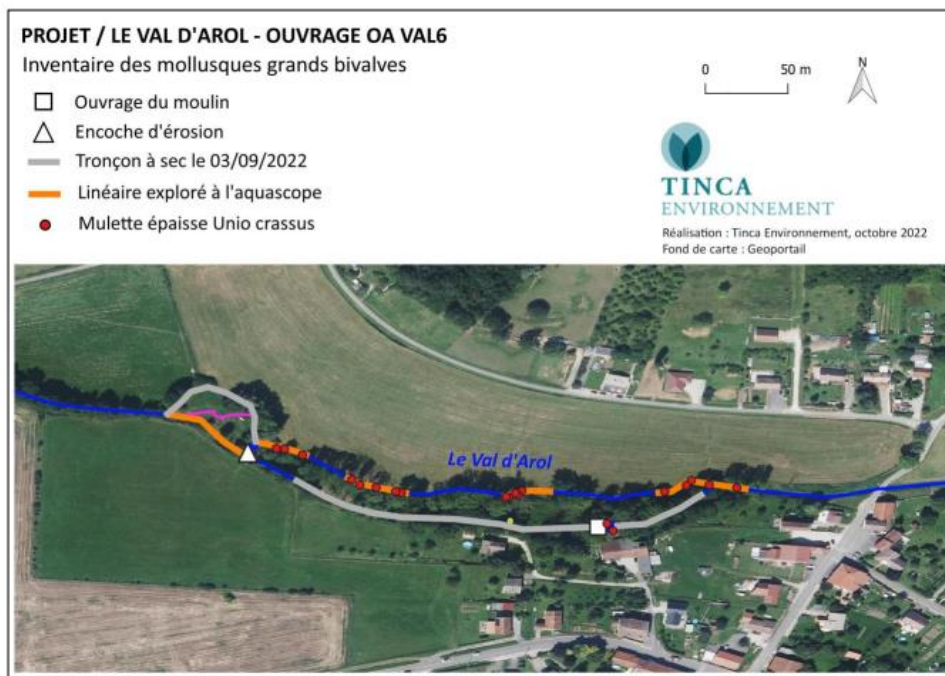 PROJET / LE VAL D'AROL - OUVRAGE OA VAL6
Inventaire des mollusques grands bivalves
Ouvrage du moulin
Encoche d'érosion
Tronçon à sec le 03/09/2022
Linéaire exploré à l'aquascope
Mulette épaisse Unio crassus
0 50 m
N
TINCA
ENVIRONNEMENT
Réalisation : Tinca Environnement, octobre 2022
Fond de carte : Geoportail
Le Val d'Arol